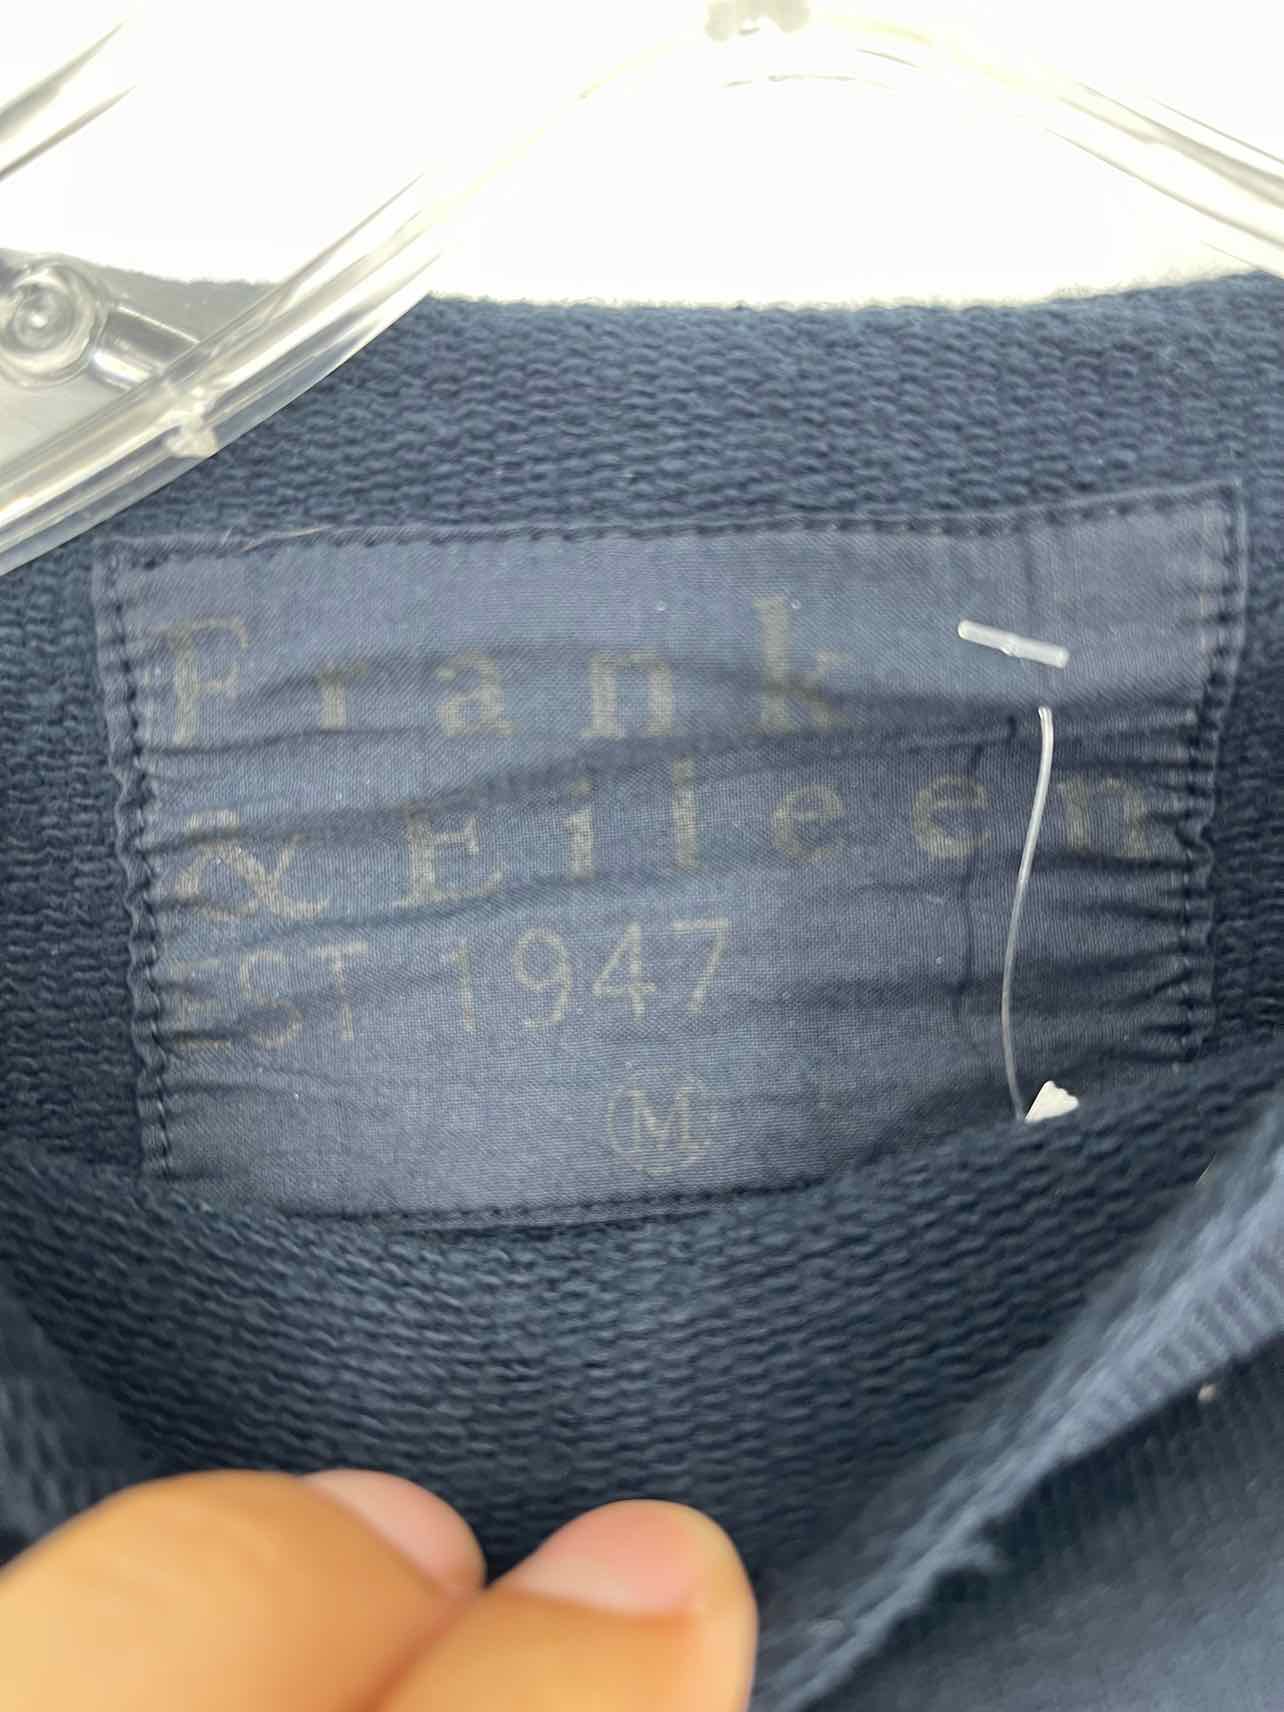 Frank
& Eileen
EST 1947
M